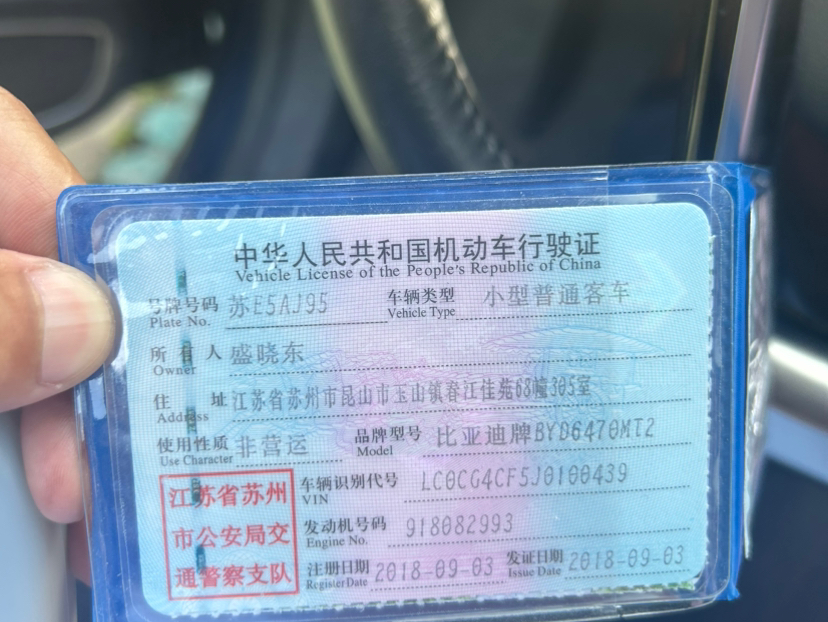 中华人民共和国机动车行驶证
Vehicle License of the People's Republic of China
号牌号码 苏E5AJ95 车辆类型 小型普通客车
Plate No. Vehicle Type
所有人 盛晓东
Owner
住址 江苏省苏州市昆山市玉山镇春江佳苑68幢305室
Address
使用性质 非营运 品牌型号 比亚迪牌BYD6470MT2
Use Character Model
江苏省苏州 车辆识别代号 LC0CG4CF5J0100439
VIN
市公安局交 发动机号码 918082993
Engine No.
通警察支队 注册日期 2018-09-03 发证日期 2018-09-03
Register Date Issue Date